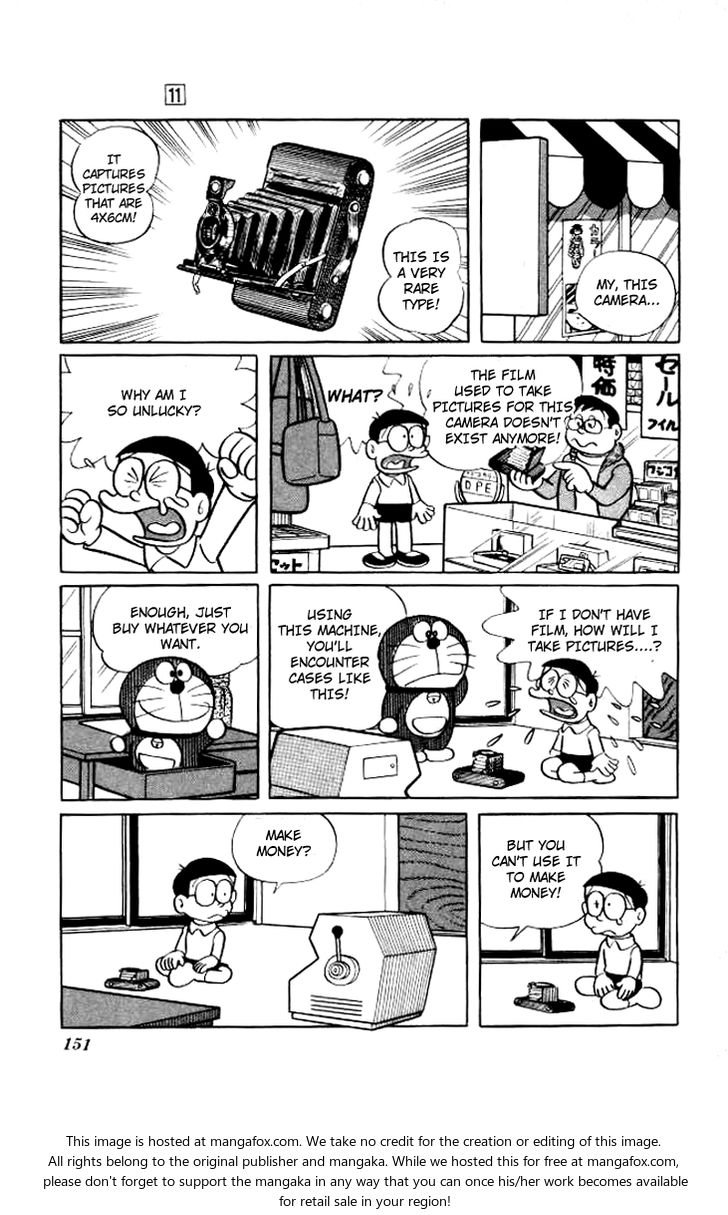 11
カラー
MY, THIS
CAMERA...
THIS IS
A VERY
RARE
TYPE!
IT
CAPTURES
PICTURES
THAT ARE
4X6CM!
セール
フイル
特価
THE FILM
USED TO TAKE
PICTURES FOR THIS
CAMERA DOESN'T
EXIST ANYMORE!
WHAT?
DPE
WHY AM I
SO UNLUCKY?
IF I DON'T HAVE
FILM, HOW WILL I
TAKE PICTURES....?
USING
THIS MACHINE,
YOU'LL
ENCOUNTER
CASES LIKE
THIS!
ENOUGH, JUST
BUY WHATEVER YOU
WANT.
BUT YOU
CAN'T USE IT
TO MAKE
MONEY!
MAKE
MONEY?
151
This image is hosted at mangafox.com. We take no credit for the creation or editing of this image.
All rights belong to the original publisher and mangaka. While we hosted this for free at mangafox.com,
please don't forget to support the mangaka in any way that you can once his/her work becomes available
for retail sale in your region!